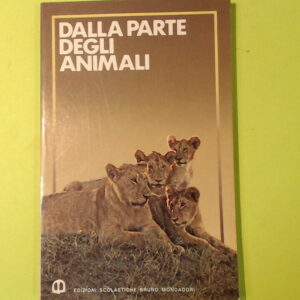 DALLA PARTE
DEGLI
ANIMALI
EDIZIONI SCOLASTICHE BRUNO MONDADORI